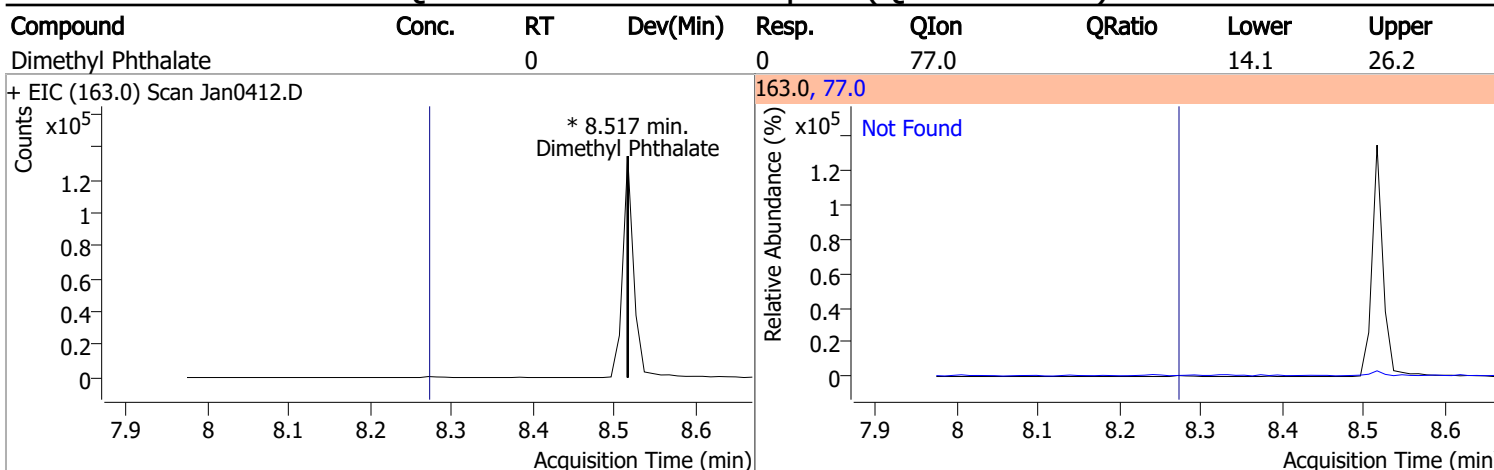 Compound Conc. RT Dev(Min) Resp. QIon QRatio Lower Upper
Dimethyl Phthalate 0 0 77.0 14.1 26.2
+ EIC (163.0) Scan Jan0412.D
Counts
x10⁵
* 8.517 min.
Dimethyl Phthalate
1.2
1
0.8
0.6
0.4
0.2
0
7.9 8 8.1 8.2 8.3 8.4 8.5 8.6
Acquisition Time (min)
163.0, 77.0
Relative Abundance (%)
x10⁵
Not Found
1.2
1
0.8
0.6
0.4
0.2
0
7.9 8 8.1 8.2 8.3 8.4 8.5 8.6
Acquisition Time (min